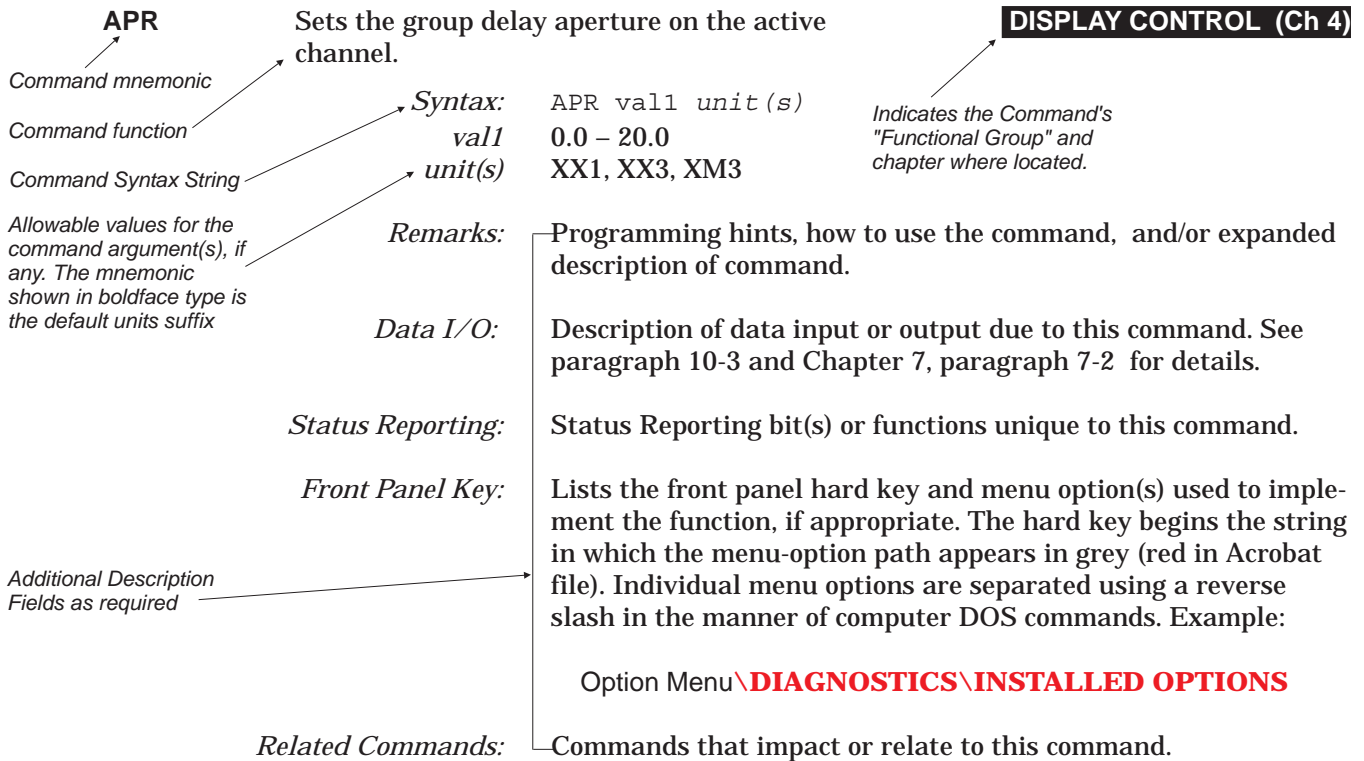 APR
Sets the group delay aperture on the active
channel.
DISPLAY CONTROL (Ch 4)
Command mnemonic
Command function
Command Syntax String
Allowable values for the
command argument(s), if
any. The mnemonic
shown in boldface type is
the default units suffix
Syntax: APR val1 unit(s)
val1 0.0 – 20.0
unit(s) XX1, XX3, XM3
Indicates the Command's
"Functional Group" and
chapter where located.
Remarks: Programming hints, how to use the command, and/or expanded
description of command.
Data I/O: Description of data input or output due to this command. See
paragraph 10-3 and Chapter 7, paragraph 7-2 for details.
Status Reporting: Status Reporting bit(s) or functions unique to this command.
Front Panel Key: Lists the front panel hard key and menu option(s) used to imple-
ment the function, if appropriate. The hard key begins the string
in which the menu-option path appears in grey (red in Acrobat
file). Individual menu options are separated using a reverse
slash in the manner of computer DOS commands. Example:
Additional Description
Fields as required
Option Menu\DIAGNOSTICS\INSTALLED OPTIONS
Related Commands: Commands that impact or relate to this command.